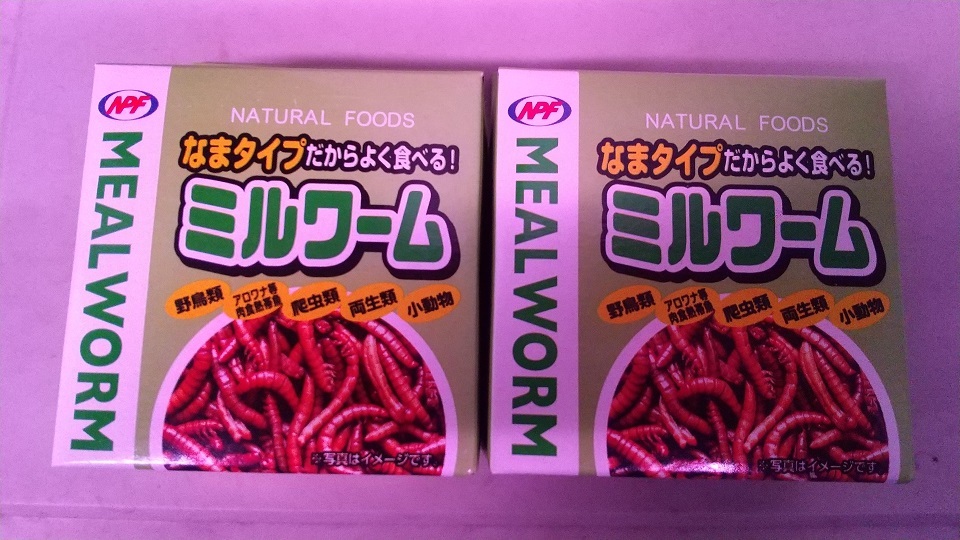 NPF
MEALWORM
NATURAL FOODS
なまタイプだからよく食べる!
ミルワーム
野鳥類
アロワナ等
肉食熱帯魚
爬虫類
両生類
小動物
※写真はイメージです
NPF
MEALWORM
NATURAL FOODS
なまタイプだからよく食べる!
ミルワーム
野鳥類
アロワナ等
肉食熱帯魚
爬虫類
両生類
小動物
※写真はイメージです